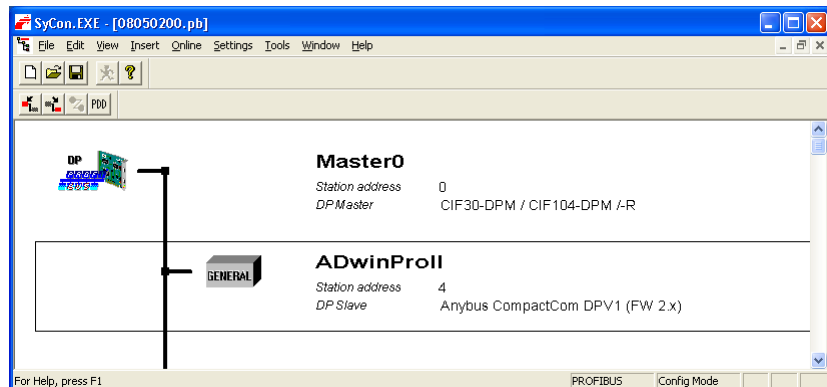 SyCon.EXE - [08050200.pb]
File Edit View Insert Online Settings Tools Window Help
PDD
DP
Master0
PROFI
BUS
Station address 0
DP Master CIF30-DPM / CIF104-DPM /-R
GENERAL
ADwinProII
Station address 4
DP Slave Anybus CompactCom DPV1 (FW 2.x)
For Help, press F1 PROFIBUS Config Mode